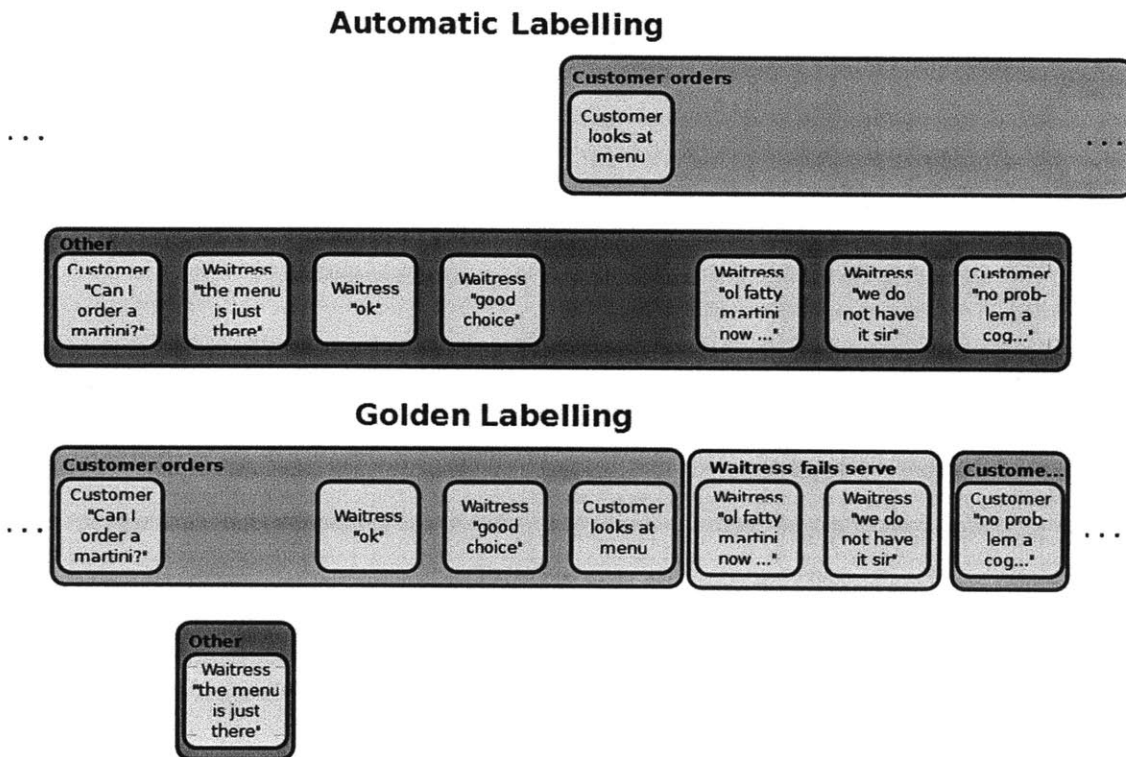 Automatic Labelling
Customer orders
Customer
looks at
menu
...
...
Other
Customer
"Can I
order a
martini?"
Waitress
"the menu
is just
there"
Waitress
"ok"
Waitress
"good
choice"
Waitress
"ol fatty
martini
now ..."
Waitress
"we do
not have
it sir"
Customer
"no prob-
lem a
cog..."
Golden Labelling
Customer orders
Customer
"Can I
order a
martini?"
Waitress
"ok"
Waitress
"good
choice"
Customer
looks at
menu
Waitress fails serve
Waitress
"ol fatty
martini
now ..."
Waitress
"we do
not have
it sir"
Custome...
Customer
"no prob-
lem a
cog..."
...
...
Other
Waitress
"the menu
is just
there"